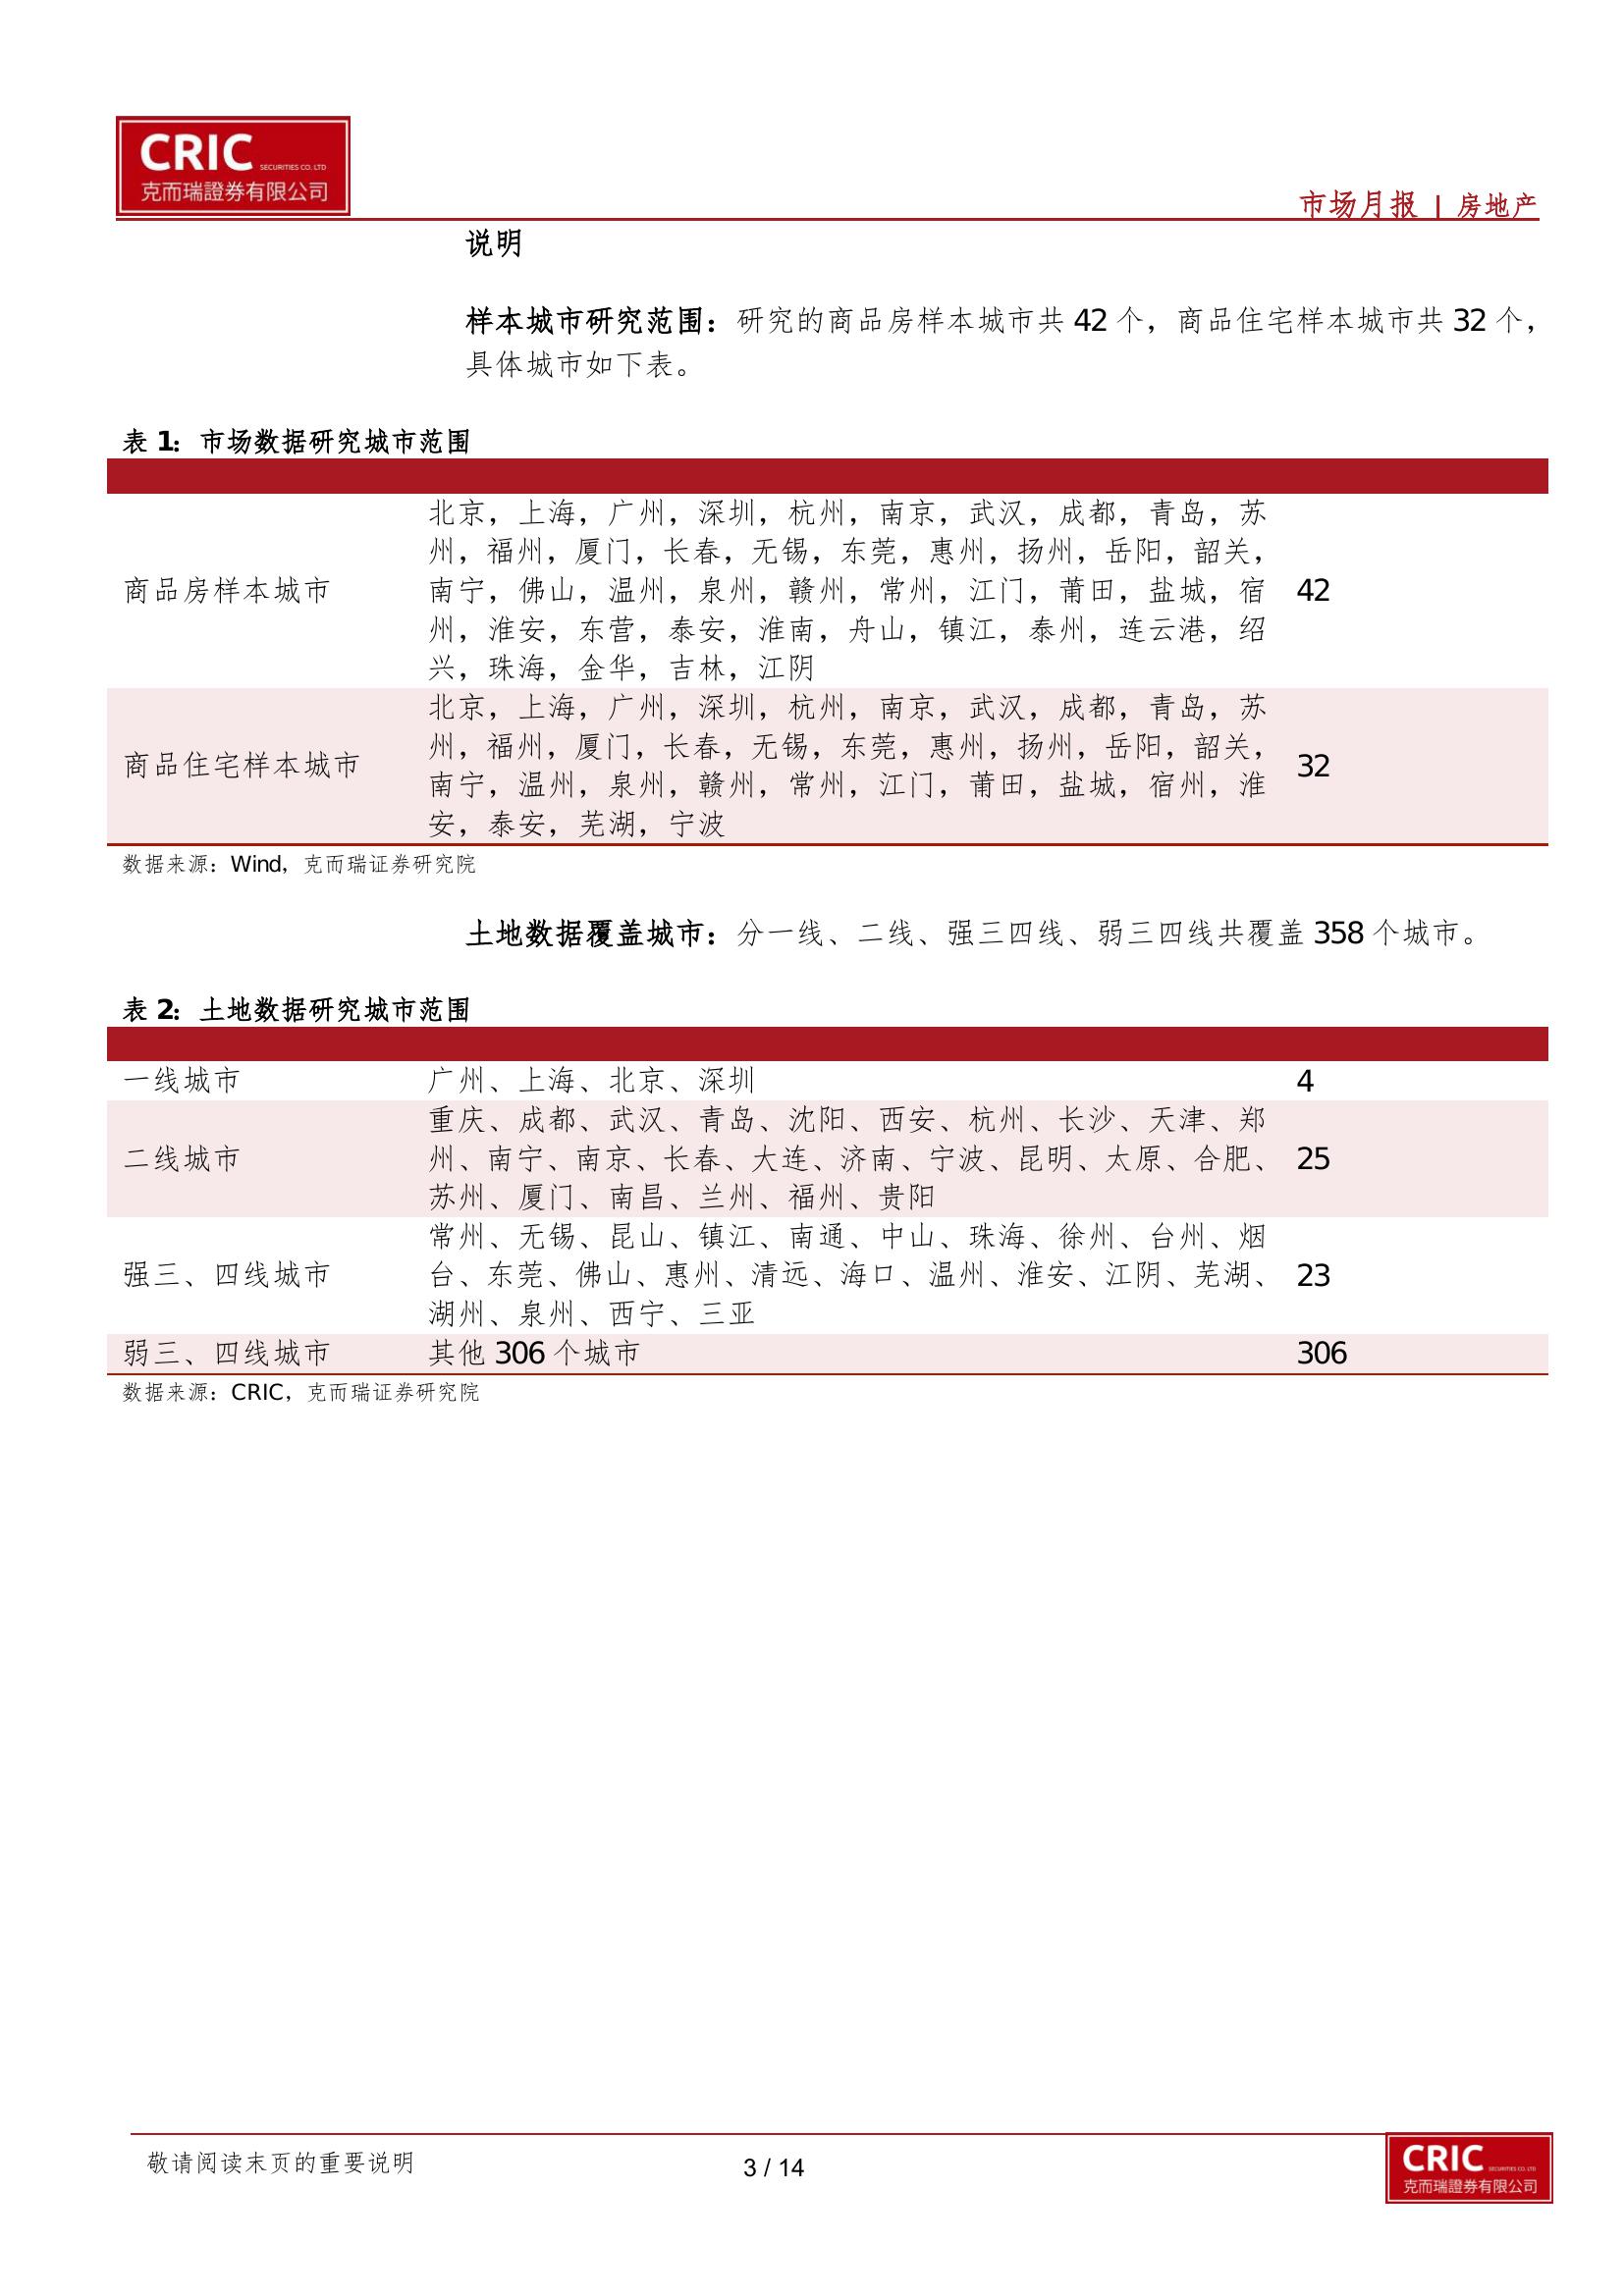 CRIC SECURITIES CO. LTD
克而瑞證券有限公司
市场月报 | 房地产
说明
样本城市研究范围：研究的商品房样本城市共 42 个，商品住宅样本城市共 32 个，
具体城市如下表。
表 1：市场数据研究城市范围
北京，上海，广州，深圳，杭州，南京，武汉，成都，青岛，苏
州，福州，厦门，长春，无锡，东莞，惠州，扬州，岳阳，韶关，
商品房样本城市 南宁，佛山，温州，泉州，赣州，常州，江门，莆田，盐城，宿 42
州，淮安，东营，泰安，淮南，舟山，镇江，泰州，连云港，绍
兴，珠海，金华，吉林，江阴
北京，上海，广州，深圳，杭州，南京，武汉，成都，青岛，苏
州，福州，厦门，长春，无锡，东莞，惠州，扬州，岳阳，韶关，
商品住宅样本城市 32
南宁，温州，泉州，赣州，常州，江门，莆田，盐城，宿州，淮
安，泰安，芜湖，宁波
数据来源：Wind，克而瑞证券研究院
土地数据覆盖城市：分一线、二线、强三四线、弱三四线共覆盖 358 个城市。
表 2：土地数据研究城市范围
一线城市 广州、上海、北京、深圳 4
重庆、成都、武汉、青岛、沈阳、西安、杭州、长沙、天津、郑
二线城市 州、南宁、南京、长春、大连、济南、宁波、昆明、太原、合肥、 25
苏州、厦门、南昌、兰州、福州、贵阳
常州、无锡、昆山、镇江、南通、中山、珠海、徐州、台州、烟
强三、四线城市 台、东莞、佛山、惠州、清远、海口、温州、淮安、江阴、芜湖、 23
湖州、泉州、西宁、三亚
弱三、四线城市 其他 306 个城市 306
数据来源：CRIC，克而瑞证券研究院
敬请阅读末页的重要说明
3 / 14
CRIC SECURITIES CO. LTD
克而瑞證券有限公司